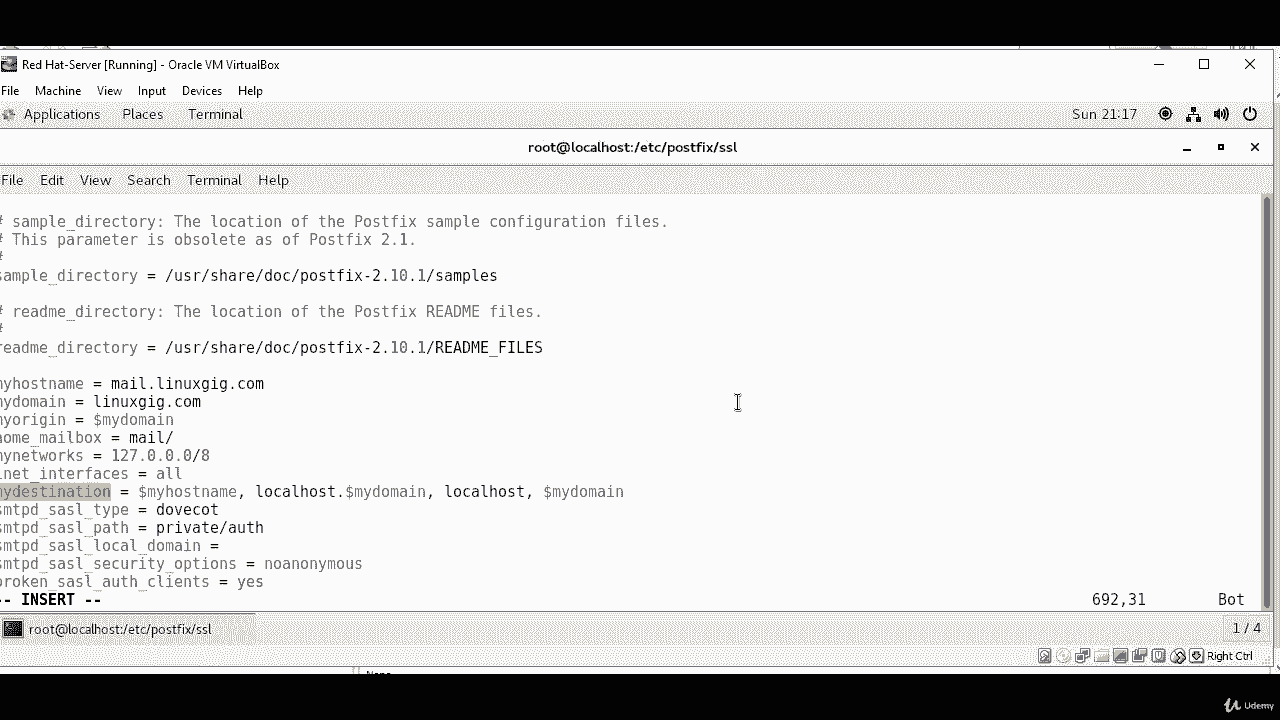 Red Hat-Server [Running] - Oracle VM VirtualBox
File Machine View Input Devices Help
Applications Places Terminal Sun 21:17
root@localhost:/etc/postfix/ssl
File Edit View Search Terminal Help
# sample_directory: The location of the Postfix sample configuration files.
# This parameter is obsolete as of Postfix 2.1.
#
sample_directory = /usr/share/doc/postfix-2.10.1/samples
# readme_directory: The location of the Postfix README files.
#
readme_directory = /usr/share/doc/postfix-2.10.1/README_FILES
myhostname = mail.linuxgig.com
mydomain = linuxgig.com
myorigin = $mydomain
home_mailbox = mail/
mynetworks = 127.0.0.0/8
inet_interfaces = all
mydestination = $myhostname, localhost.$mydomain, localhost, $mydomain
smtpd_sasl_type = dovecot
smtpd_sasl_path = private/auth
smtpd_sasl_local_domain =
smtpd_sasl_security_options = noanonymous
broken_sasl_auth_clients = yes
-- INSERT -- 692,31 Bot
root@localhost:/etc/postfix/ssl 1 / 4
Right Ctrl
Udemy